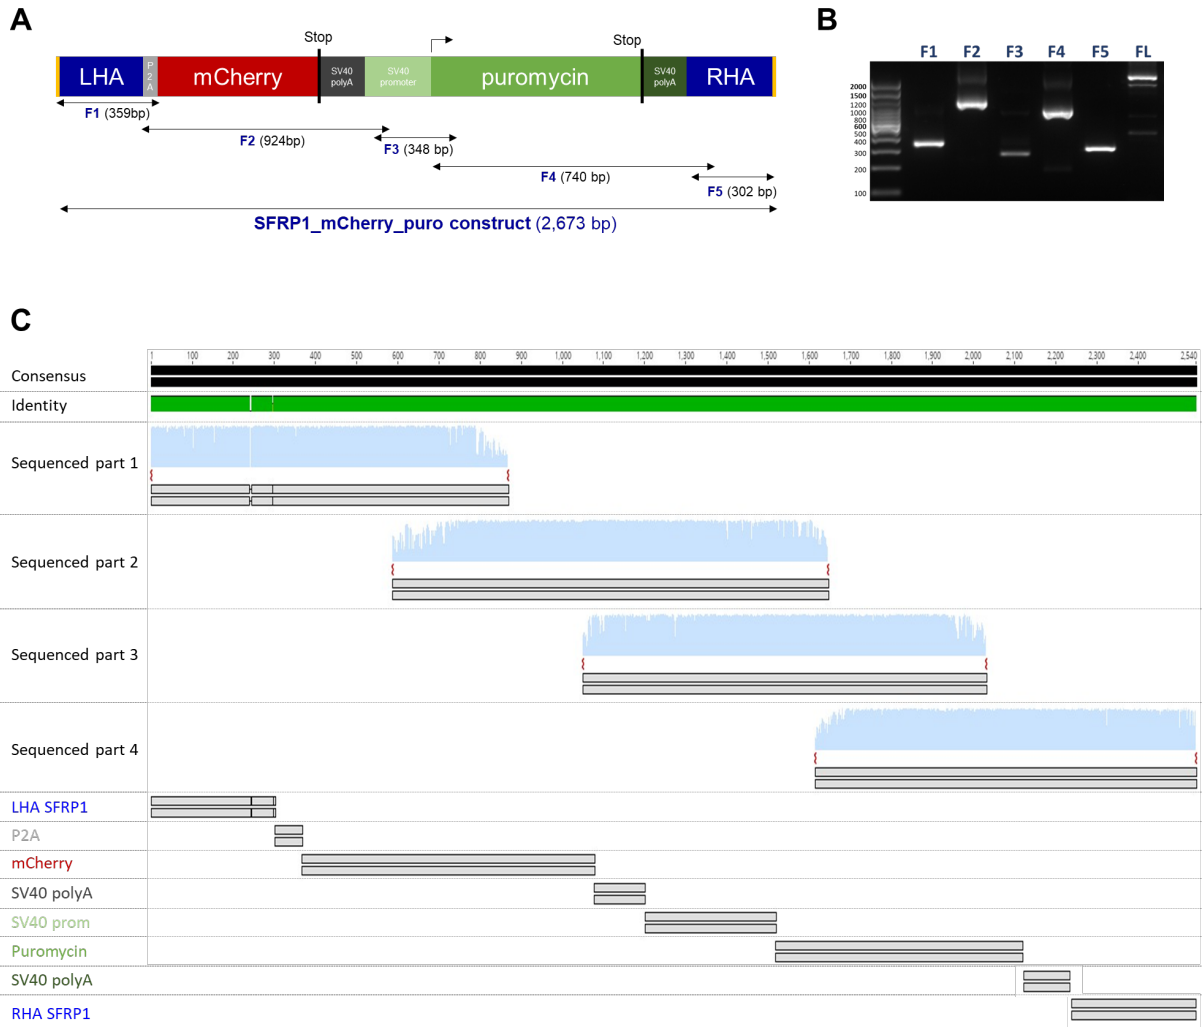 A
Stop
Stop
LHA
P2A
mCherry
SV40 polyA
SV40 promoter
puromycin
SV40 polyA
RHA
F1 (359bp)
F2 (924bp)
F3 (348 bp)
F4 (740 bp)
F5 (302 bp)
SFRP1_mCherry_puro construct (2,673 bp)
B
F1 F2 F3 F4 F5 FL
2000
1500
1200
1000
800
600
500
400
300
200
100
C
1 100 200 300 400 500 600 700 800 900 1,000 1,100 1,200 1,300 1,400 1,500 1,600 1,700 1,800 1,900 2,000 2,100 2,200 2,300 2,400 2,540
Consensus
Identity
Sequenced part 1
Sequenced part 2
Sequenced part 3
Sequenced part 4
LHA SFRP1
P2A
mCherry
SV40 polyA
SV40 prom
Puromycin
SV40 polyA
RHA SFRP1